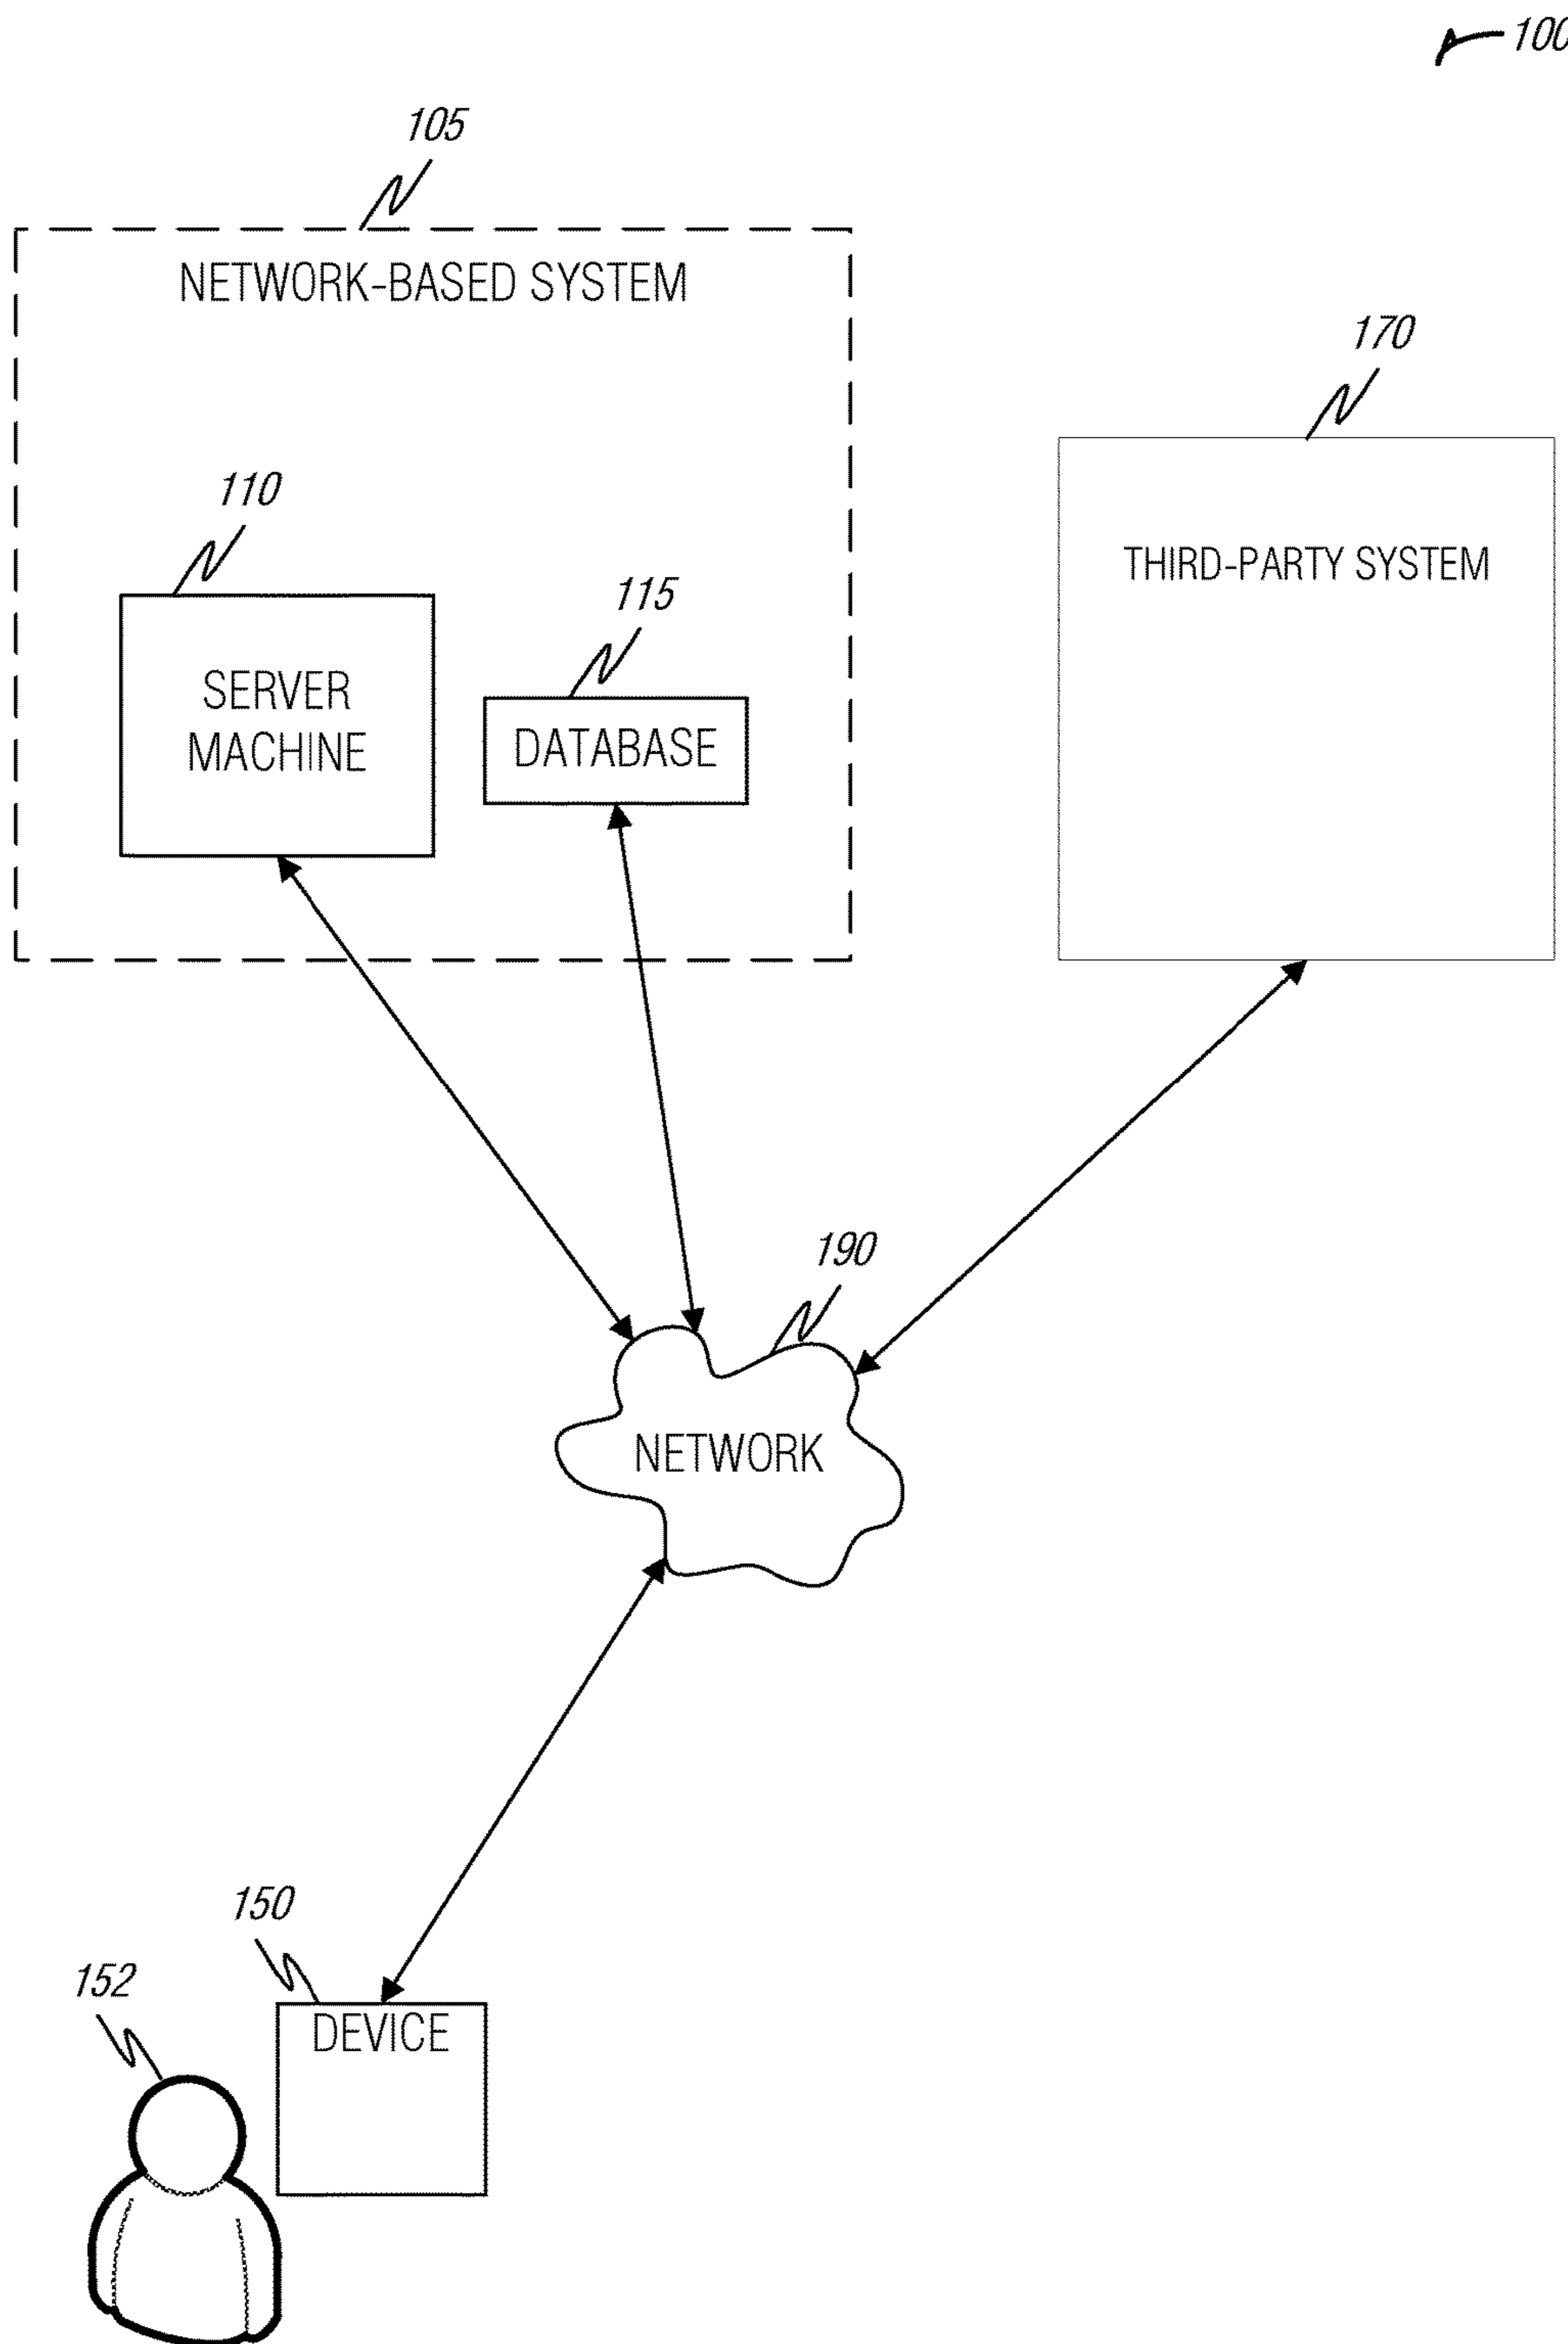 100
105
NETWORK-BASED SYSTEM
170
110
THIRD-PARTY SYSTEM
115
SERVER
MACHINE
DATABASE
190
NETWORK
150
152
DEVICE